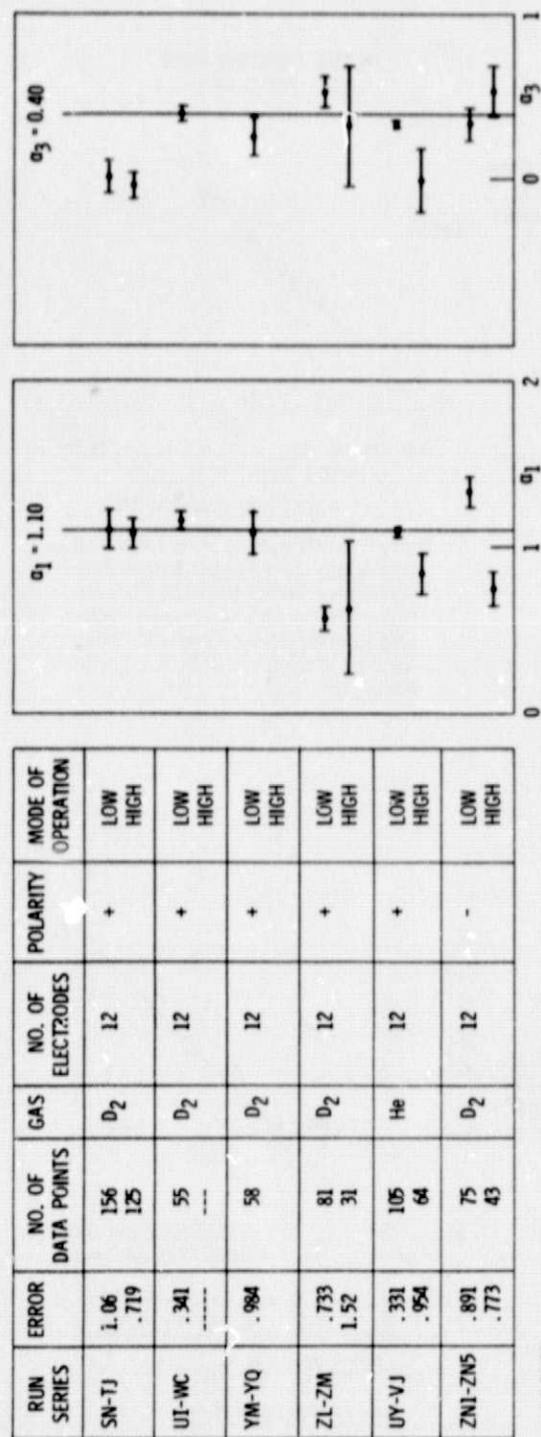 RUN SERIES ERROR NO. OF DATA POINTS GAS NO. OF ELECTRODES POLARITY MODE OF OPERATION
SN-TJ 1.06 156 D2 12 + LOW
.719 125 HIGH
UI-WC .341 55 D2 12 + LOW
----- --- HIGH
YM-YQ .984 58 D2 12 + LOW
HIGH
ZL-ZM .733 81 D2 12 + LOW
1.52 31 HIGH
UY-VJ .331 105 He 12 + LOW
.954 64 HIGH
ZN1-ZN5 .891 75 D2 12 - LOW
.773 43 HIGH
α1 = 1.10
0 1 α1 2
α3 = 0.40
0 α3 1